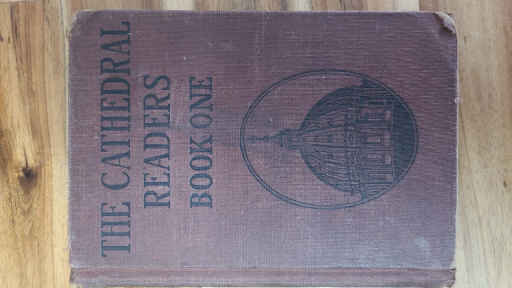 THE CATHEDRAL
READERS
BOOK ONE